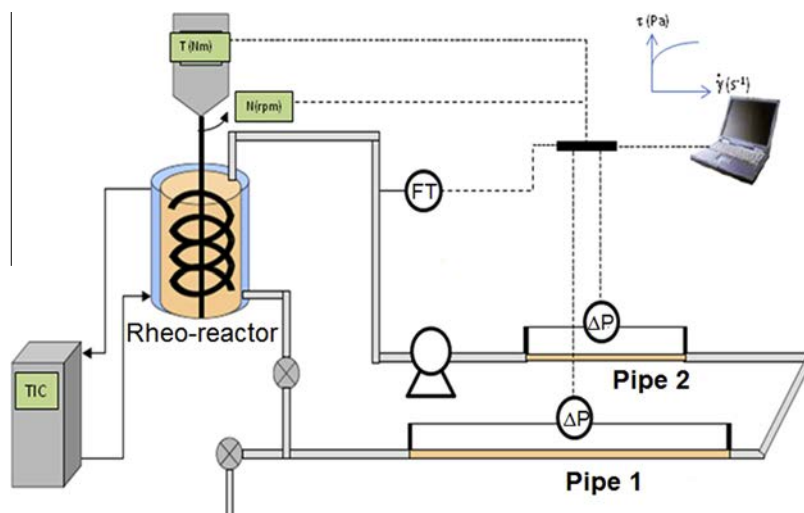 τ (Pa)
T (Nm)
γ̇ (s⁻¹)
N(rpm)
FT
Rheo-reactor
ΔP
Pipe 2
TIC
ΔP
Pipe 1